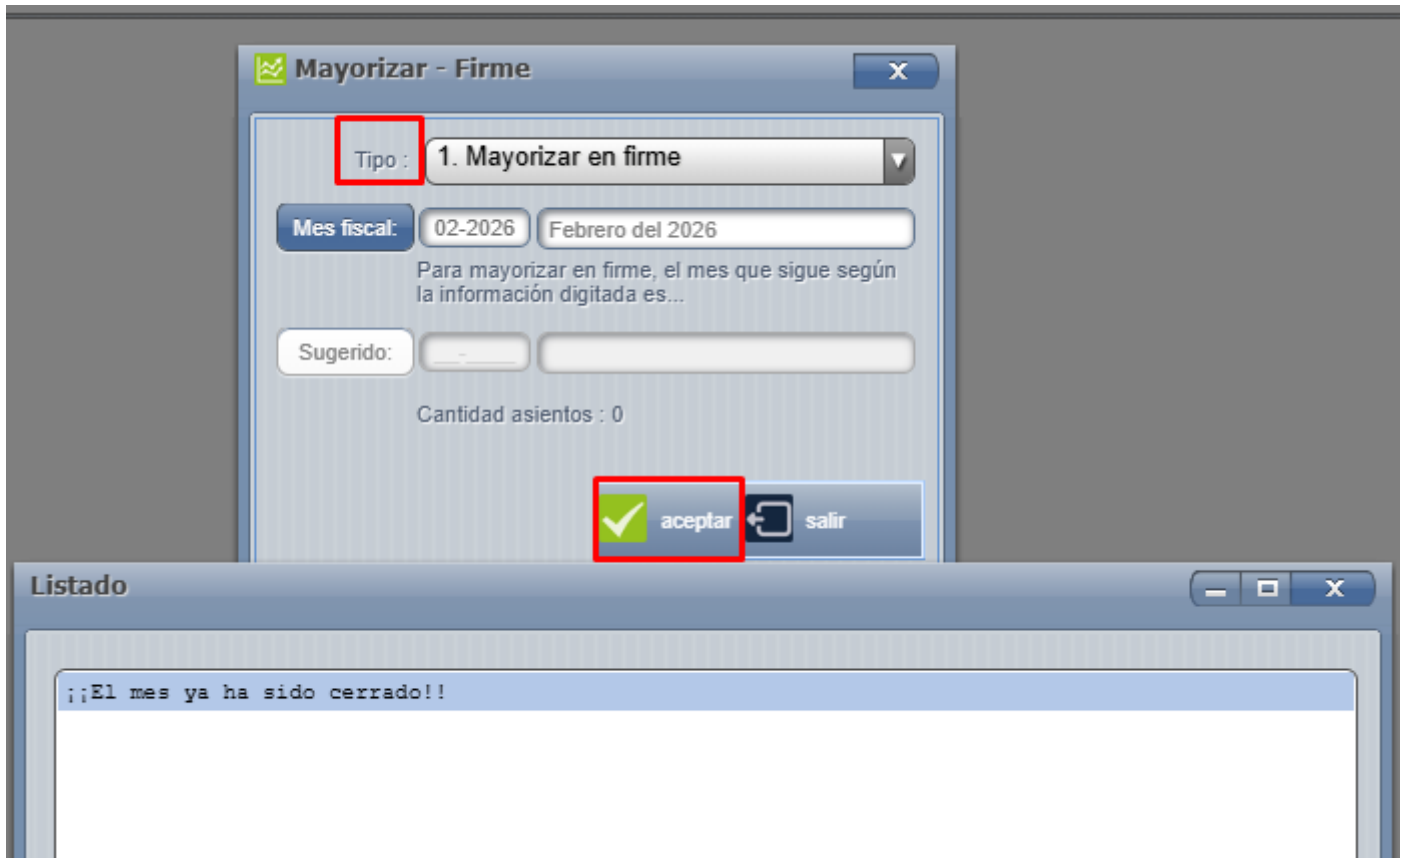 Mayorizar - Firme
X
Tipo : 1. Mayorizar en firme
Mes fiscal: 02-2026 Febrero del 2026
Para mayorizar en firme, el mes que sigue según
la información digitada es...
Sugerido: __-____
Cantidad asientos : 0
aceptar salir
Listado
X
¡¡El mes ya ha sido cerrado!!